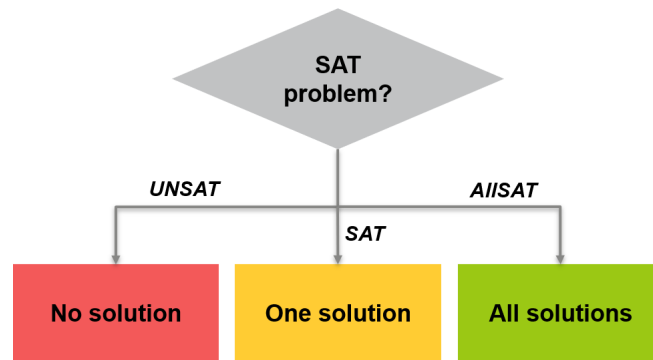 SAT
problem?
UNSAT
AllSAT
SAT
No solution
One solution
All solutions